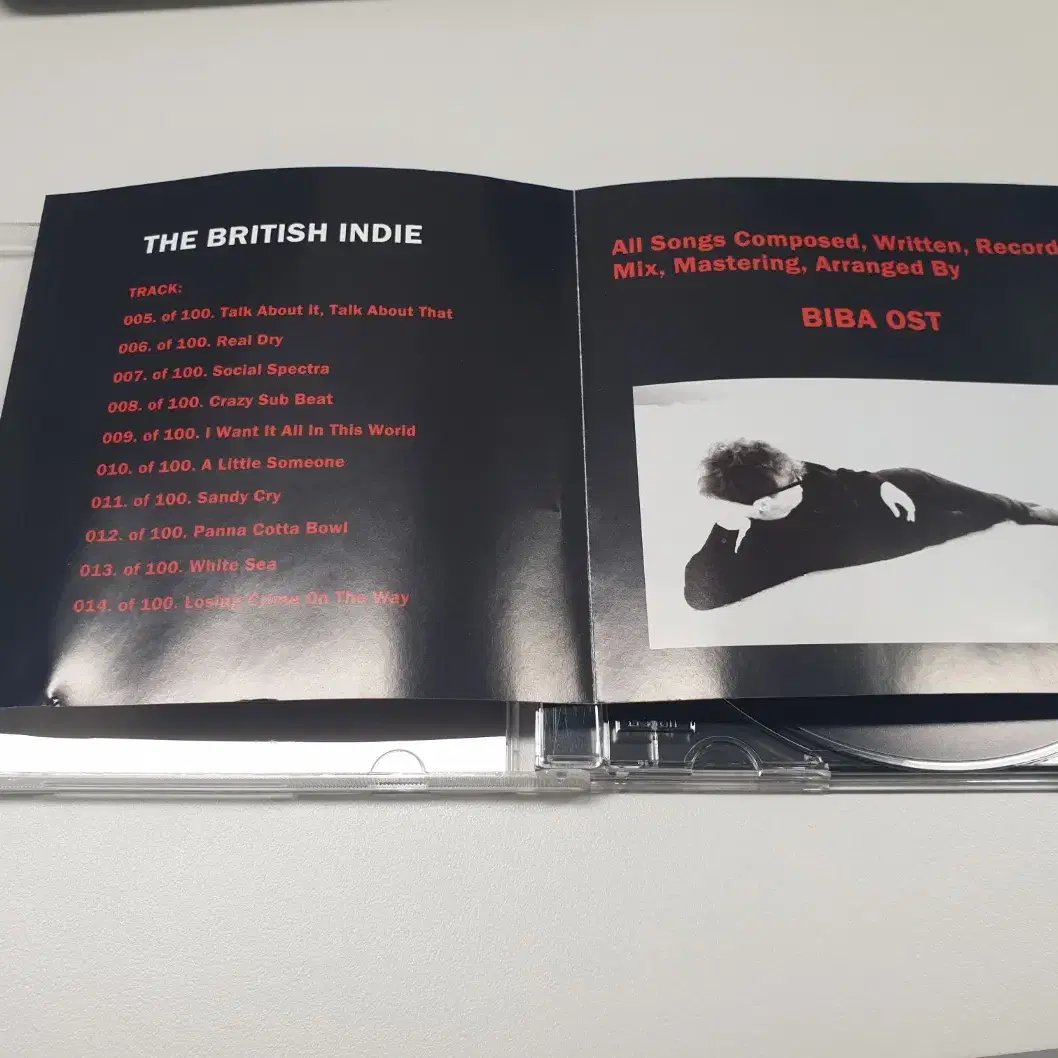 THE BRITISH INDIE
TRACK:
005. of 100. Talk About It, Talk About That
006. of 100. Real Dry
007. of 100. Social Spectra
008. of 100. Crazy Sub Beat
009. of 100. I Want It All In This World
010. of 100. A Little Someone
011. of 100. Sandy Cry
012. of 100. Panna Cotta Bowl
013. of 100. White Sea
014. of 100. Losing Crime On The Way
All Songs Composed, Written, Record
Mix, Mastering, Arranged By
BIBA OST